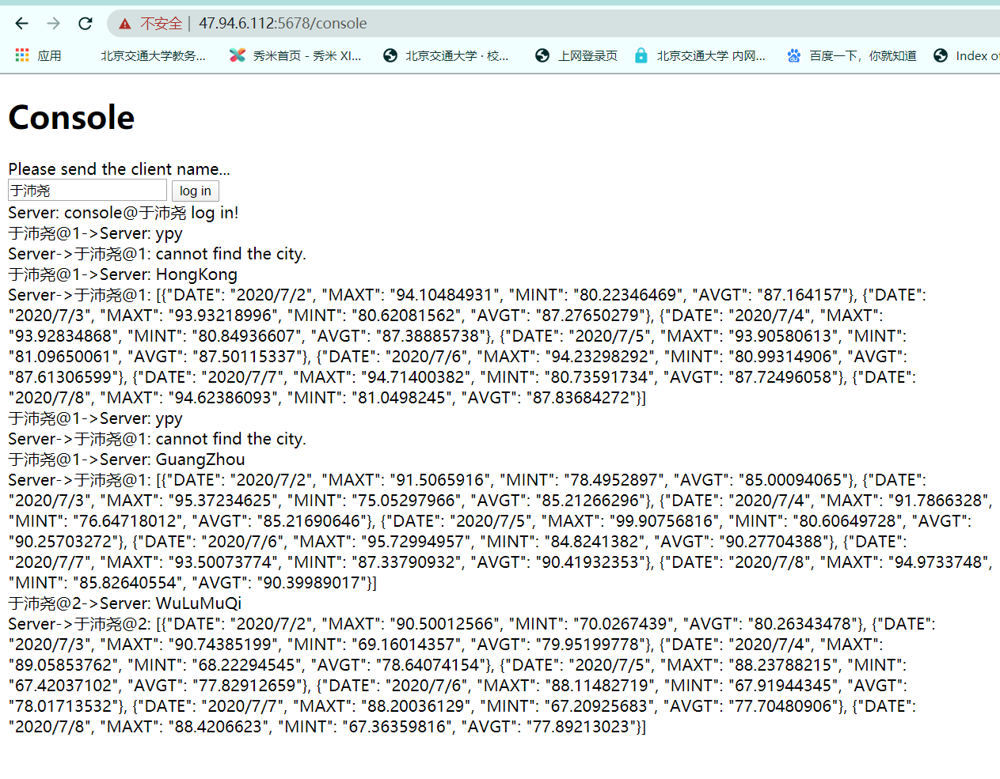 不安全 | 47.94.6.112:5678/console
应用 北京交通大学教务... 秀米首页 - 秀米 XI... 北京交通大学 · 校... 上网登录页 北京交通大学 内网... 百度一下，你就知道 Index of
Console
Please send the client name...
于沛尧 log in
Server: console@于沛尧 log in!
于沛尧@1->Server: ypy
Server->于沛尧@1: cannot find the city.
于沛尧@1->Server: HongKong
Server->于沛尧@1: [{"DATE": "2020/7/2", "MAXT": "94.10484931", "MINT": "80.22346469", "AVGT": "87.164157"}, {"DATE":
"2020/7/3", "MAXT": "93.93218996", "MINT": "80.62081562", "AVGT": "87.27650279"}, {"DATE": "2020/7/4", "MAXT":
"93.92834868", "MINT": "80.84936607", "AVGT": "87.38885738"}, {"DATE": "2020/7/5", "MAXT": "93.90580613", "MINT":
"81.09650061", "AVGT": "87.50115337"}, {"DATE": "2020/7/6", "MAXT": "94.23298292", "MINT": "80.99314906", "AVGT":
"87.61306599"}, {"DATE": "2020/7/7", "MAXT": "94.71400382", "MINT": "80.73591734", "AVGT": "87.72496058"}, {"DATE":
"2020/7/8", "MAXT": "94.62386093", "MINT": "81.0498245", "AVGT": "87.83684272"}]
于沛尧@1->Server: ypy
Server->于沛尧@1: cannot find the city.
于沛尧@1->Server: GuangZhou
Server->于沛尧@1: [{"DATE": "2020/7/2", "MAXT": "91.5065916", "MINT": "78.4952897", "AVGT": "85.00094065"}, {"DATE":
"2020/7/3", "MAXT": "95.37234625", "MINT": "75.05297966", "AVGT": "85.21266296"}, {"DATE": "2020/7/4", "MAXT": "91.7866328",
"MINT": "76.64718012", "AVGT": "85.21690646"}, {"DATE": "2020/7/5", "MAXT": "99.90756816", "MINT": "80.60649728", "AVGT":
"90.25703272"}, {"DATE": "2020/7/6", "MAXT": "95.72994957", "MINT": "84.8241382", "AVGT": "90.27704388"}, {"DATE":
"2020/7/7", "MAXT": "93.50073774", "MINT": "87.33790932", "AVGT": "90.41932353"}, {"DATE": "2020/7/8", "MAXT": "94.9733748",
"MINT": "85.82640554", "AVGT": "90.39989017"}]
于沛尧@2->Server: WuLuMuQi
Server->于沛尧@2: [{"DATE": "2020/7/2", "MAXT": "90.50012566", "MINT": "70.0267439", "AVGT": "80.26343478"}, {"DATE":
"2020/7/3", "MAXT": "90.74385199", "MINT": "69.16014357", "AVGT": "79.95199778"}, {"DATE": "2020/7/4", "MAXT":
"89.05853762", "MINT": "68.22294545", "AVGT": "78.64074154"}, {"DATE": "2020/7/5", "MAXT": "88.23788215", "MINT":
"67.42037102", "AVGT": "77.82912659"}, {"DATE": "2020/7/6", "MAXT": "88.11482719", "MINT": "67.91944345", "AVGT":
"78.01713532"}, {"DATE": "2020/7/7", "MAXT": "88.20036129", "MINT": "67.20925683", "AVGT": "77.70480906"}, {"DATE":
"2020/7/8", "MAXT": "88.4206623", "MINT": "67.36359816", "AVGT": "77.89213023"}]